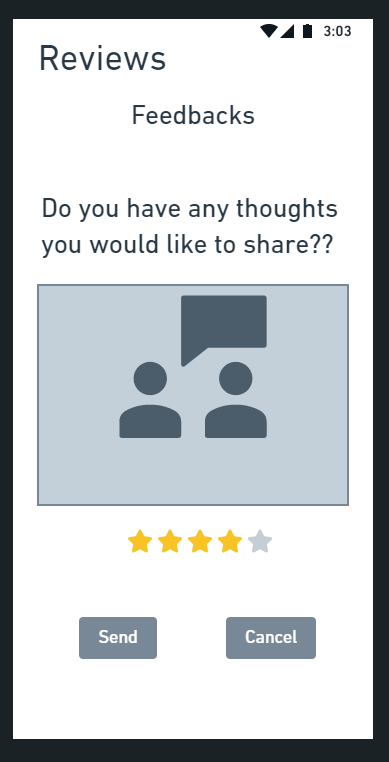 3:03
Reviews
Feedbacks
Do you have any thoughts
you would like to share??
Send
Cancel